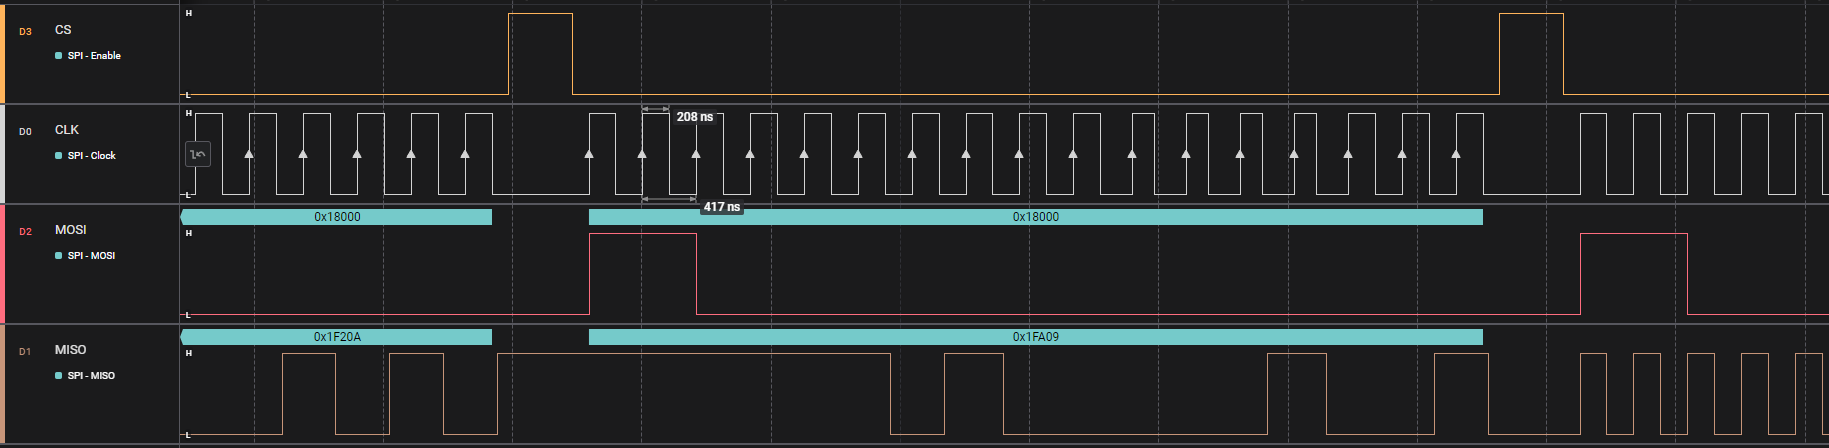 H
D3 CS
SPI - Enable
L
H
D0 CLK
208 ns
SPI - Clock
L
417 ns
0x18000 0x18000
D2 MOSI
H
SPI - MOSI
L
0x1F20A 0x1FA09
D1 MISO
H
SPI - MISO
L